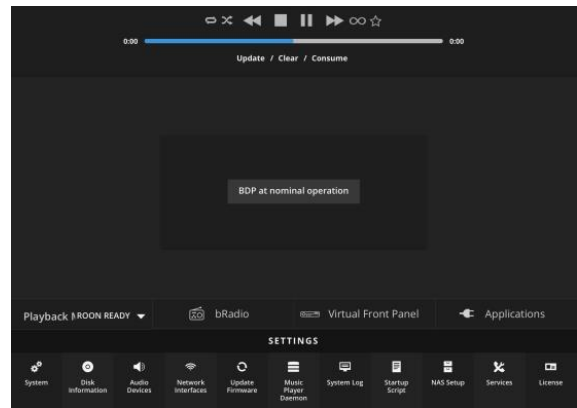 0:00 0:00
Update / Clear / Consume
BDP at nominal operation
Playback ROON READY bRadio Virtual Front Panel Applications
SETTINGS
System Disk Information Audio Devices Network Interfaces Update Firmware Music Player Daemon System Log Startup Script NAS Setup Services License